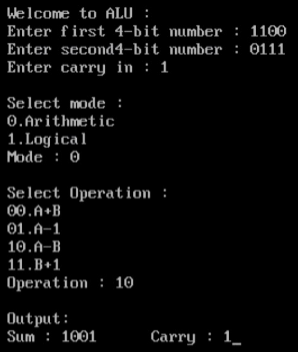 Welcome to ALU :
Enter first 4-bit number : 1100
Enter second4-bit number : 0111
Enter carry in : 1
Select mode :
0.Arithmetic
1.Logical
Mode : 0
Select Operation :
00.A+B
01.A-1
10.A-B
11.B+1
Operation : 10
Output:
Sum : 1001 Carry : 1_